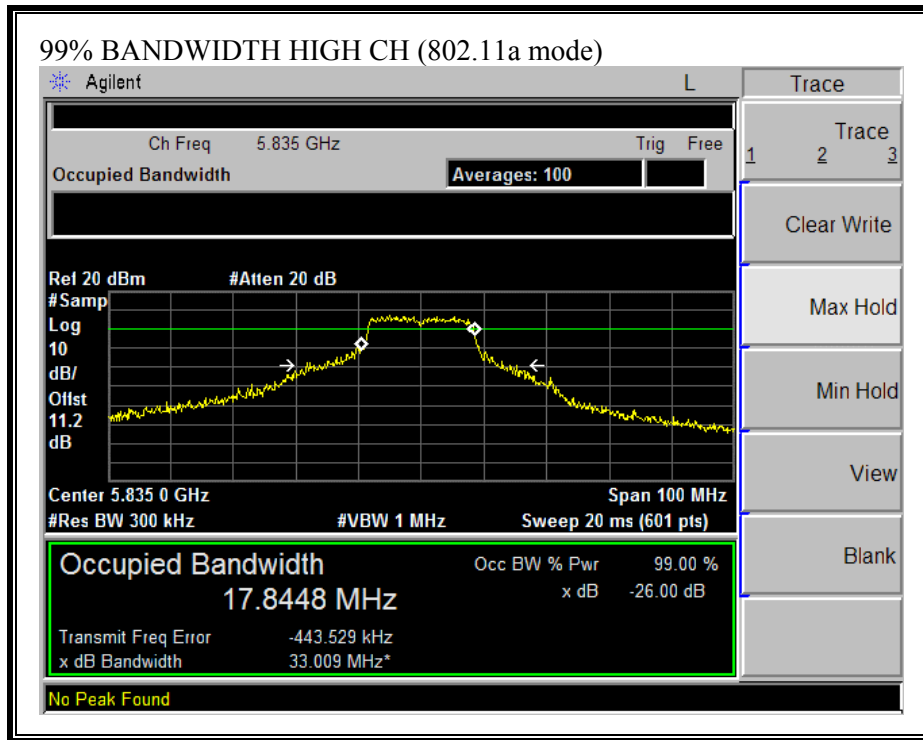 99% BANDWIDTH HIGH CH (802.11a mode)
Agilent L Trace
Ch Freq 5.835 GHz Trig Free
Occupied Bandwidth Averages: 100
Trace
1 2 3
Clear Write
Max Hold
Min Hold
View
Blank
Ref 20 dBm #Atten 20 dB
#Samp
Log
10
dB/
Offst
11.2
dB
Center 5.835 0 GHz Span 100 MHz
#Res BW 300 kHz #VBW 1 MHz Sweep 20 ms (601 pts)
Occupied Bandwidth
17.8448 MHz
Occ BW % Pwr 99.00 %
x dB -26.00 dB
Transmit Freq Error -443.529 kHz
x dB Bandwidth 33.009 MHz*
No Peak Found